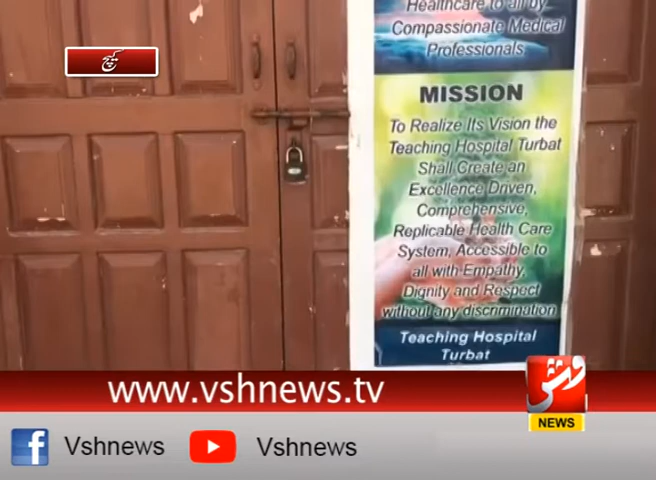 Healthcare to all by
Compassionate Medical
Professionals.
کیچ
MISSION
To Realize Its Vision the
Teaching Hospital Turbat
Shall Create an
Excellence Driven,
Comprehensive,
Replicable Health Care
System, Accessible to
all with Empathy,
Dignity and Respect
without any discrimination
Teaching Hospital
Turbat
www.vshnews.tv
وش
NEWS
Vshnews
Vshnews